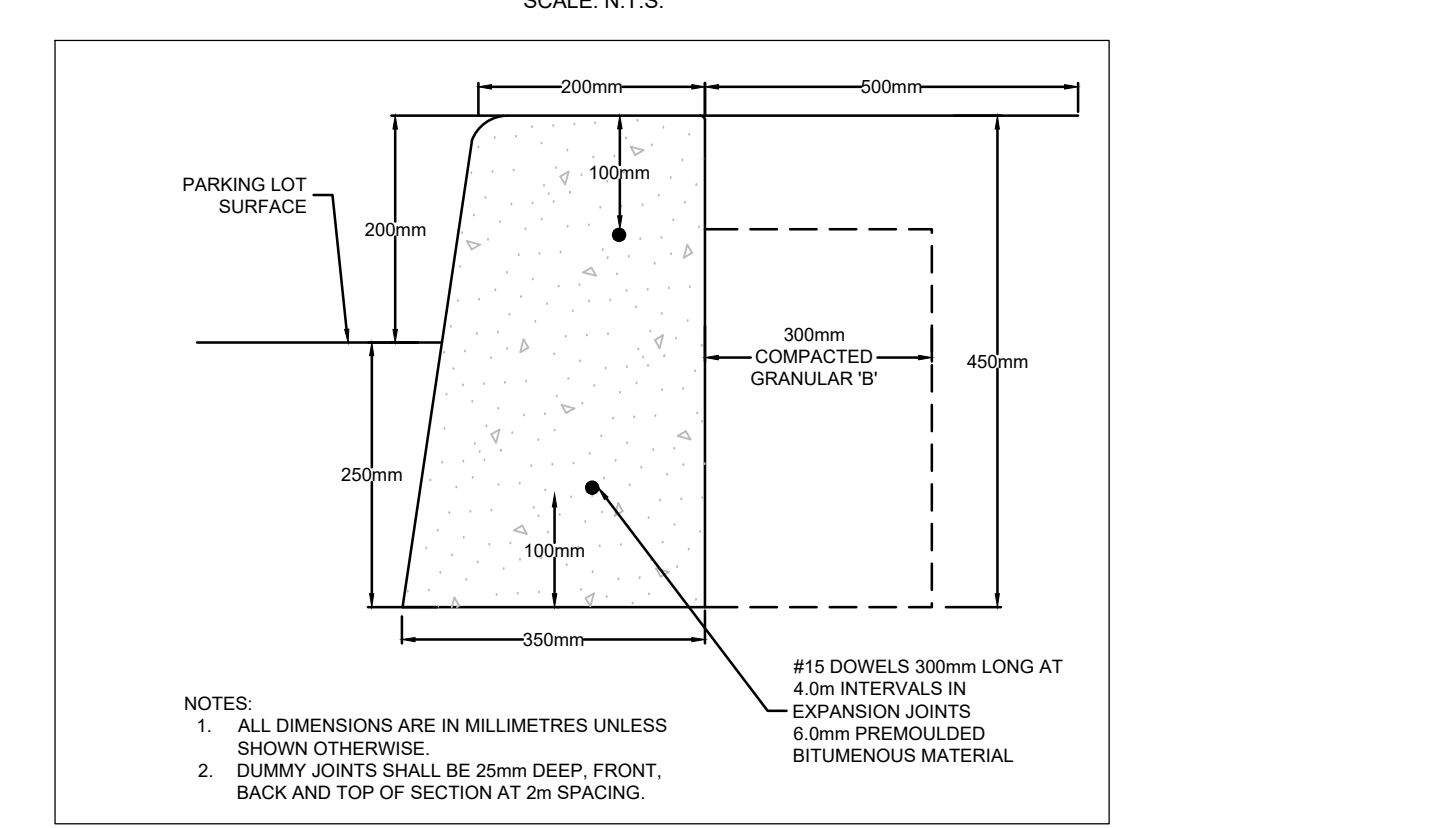 SCALE: N.T.S.
200mm
500mm
100mm
PARKING LOT
SURFACE
200mm
300mm
COMPACTED
GRANULAR 'B'
450mm
250mm
100mm
350mm
#15 DOWELS 300mm LONG AT
4.0m INTERVALS IN
EXPANSION JOINTS
6.0mm PREMOULDED
BITUMENOUS MATERIAL
NOTES:
1. ALL DIMENSIONS ARE IN MILLIMETRES UNLESS
SHOWN OTHERWISE.
2. DUMMY JOINTS SHALL BE 25mm DEEP, FRONT,
BACK AND TOP OF SECTION AT 2m SPACING.